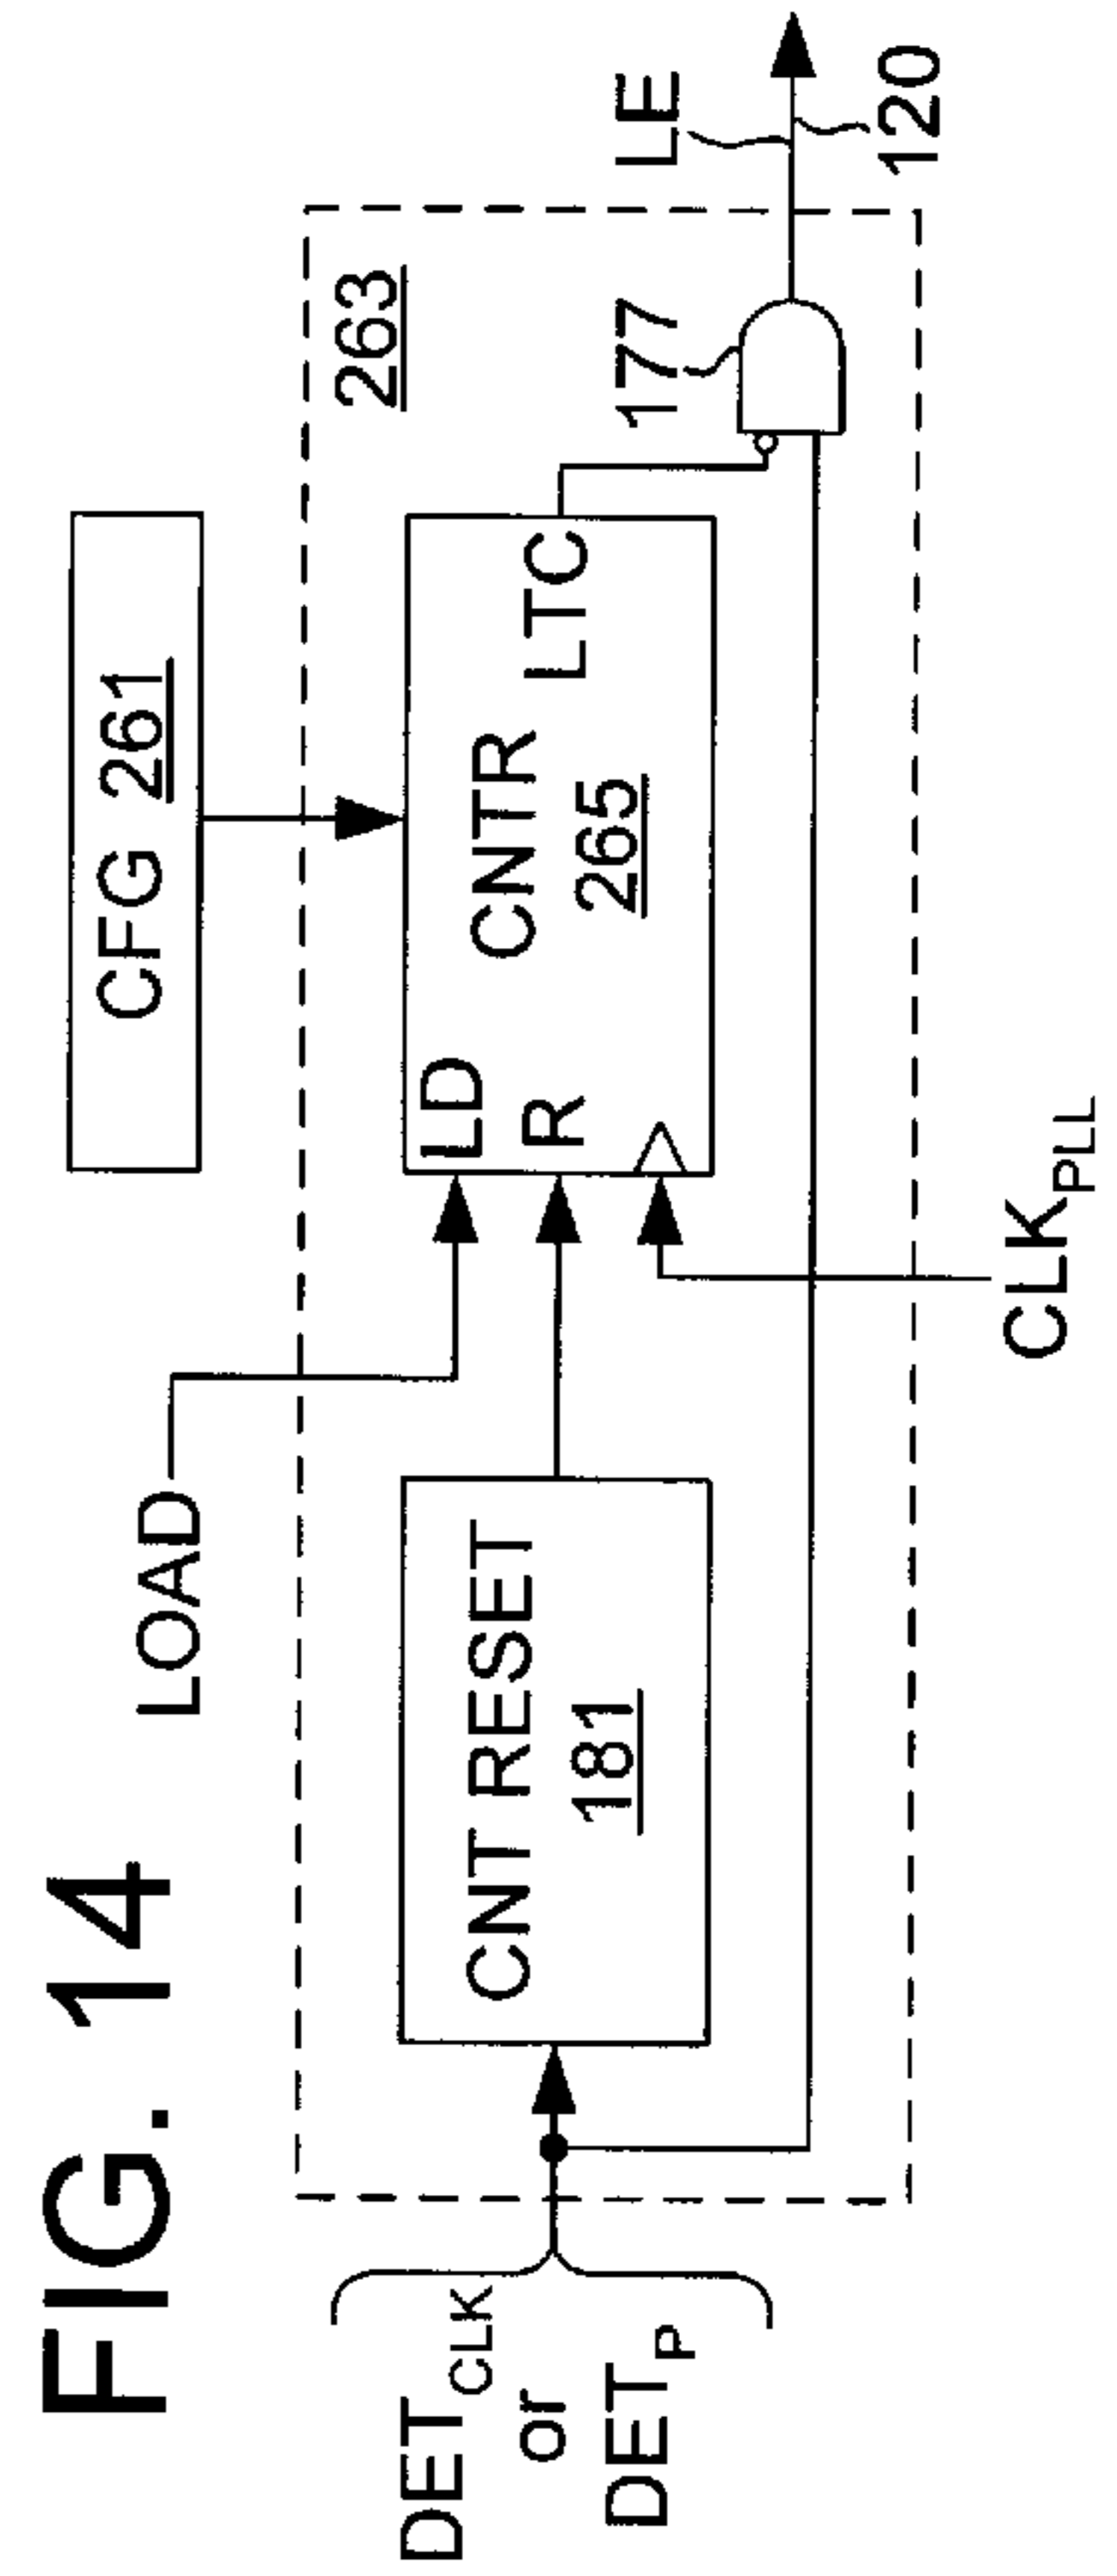 FIG. 14
CFG 261
LOAD
263
LE
120
177
LD
R
CNTR
265
LTC
CNT RESET
181
DET_CLK
or
DET_P
CLK_PLL